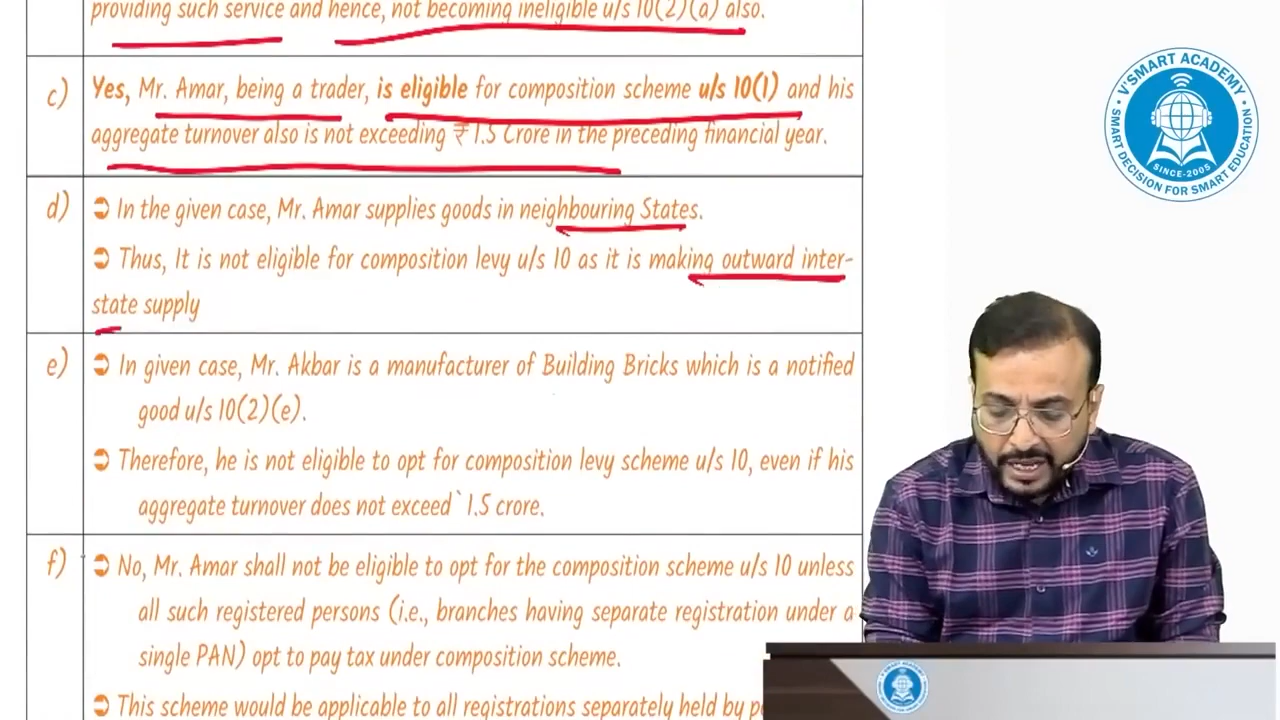 providing such service and hence, not becoming ineligible u/s 10(2)(a) also.
c) Yes, Mr. Amar, being a trader, is eligible for composition scheme u/s 10(1) and his
aggregate turnover also is not exceeding ₹ 1.5 Crore in the preceding financial year.
d) ➲ In the given case, Mr. Amar supplies goods in neighbouring States.
➲ Thus, It is not eligible for composition levy u/s 10 as it is making outward inter-
state supply
e) ➲ In given case, Mr. Akbar is a manufacturer of Building Bricks which is a notified
good u/s 10(2)(e).
➲ Therefore, he is not eligible to opt for composition levy scheme u/s 10, even if his
aggregate turnover does not exceed ` 1.5 crore.
f) ➲ No, Mr. Amar shall not be eligible to opt for the composition scheme u/s 10 unless
all such registered persons (i.e., branches having separate registration under a
single PAN) opt to pay tax under composition scheme.
➲ This scheme would be applicable to all registrations separately held by
V'SMART ACADEMY
SINCE-2005
SMART DECISION FOR SMART EDUCATION